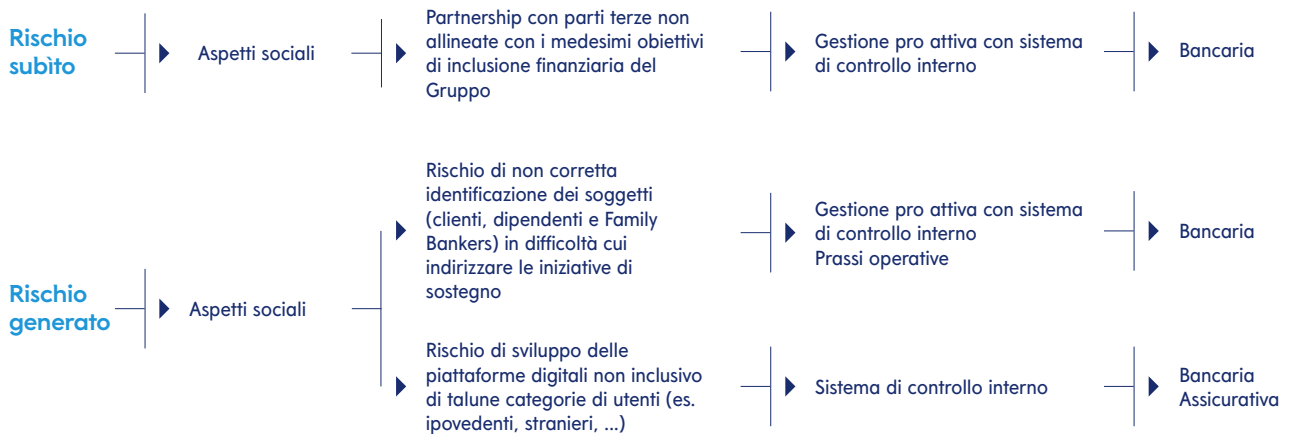 Rischio
subìto
Aspetti sociali
Partnership con parti terze non
allineate con i medesimi obiettivi
di inclusione finanziaria del
Gruppo
Gestione pro attiva con sistema
di controllo interno
Bancaria
Rischio
generato
Aspetti sociali
Rischio di non corretta
identificazione dei soggetti
(clienti, dipendenti e Family
Bankers) in difficoltà cui
indirizzare le iniziative di
sostegno
Gestione pro attiva con sistema
di controllo interno
Prassi operative
Bancaria
Rischio di sviluppo delle
piattaforme digitali non inclusivo
di talune categorie di utenti (es.
ipovedenti, stranieri, ...)
Sistema di controllo interno
Bancaria
Assicurativa